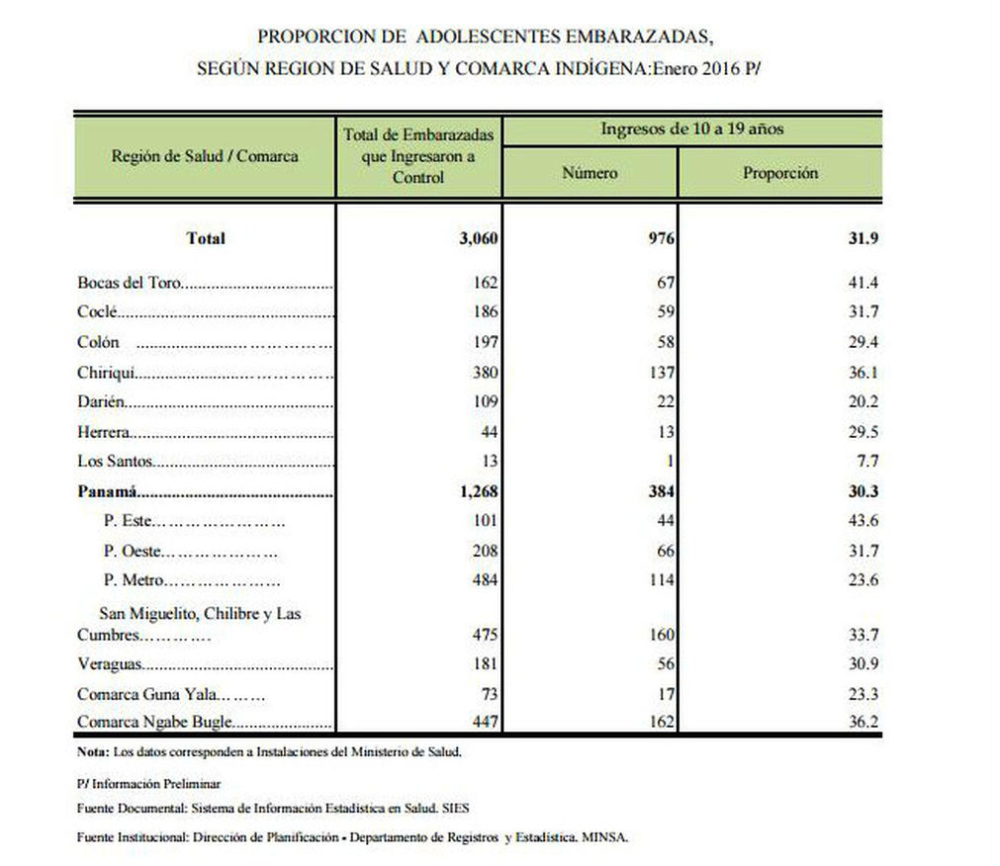 PROPORCION DE ADOLESCENTES EMBARAZADAS,
SEGÚN REGION DE SALUD Y COMARCA INDÍGENA:Enero 2016 P/
Región de Salud / Comarca
Total de Embarazadas
que Ingresaron a
Control
Ingresos de 10 a 19 años
Número
Proporción
Total 3,060 976 31.9
Bocas del Toro................................... 162 67 41.4
Coclé................................................. 186 59 31.7
Colón ......................……………… 197 58 29.4
Chiriqui........................…………….. 380 137 36.1
Darién............................................... 109 22 20.2
Herrera.............................................. 44 13 29.5
Los Santos......................................... 13 1 7.7
Panamá............................................. 1,268 384 30.3
P. Este…………………… 101 44 43.6
P. Oeste………………… 208 66 31.7
P. Metro………………… 484 114 23.6
San Miguelito, Chilibre y Las
Cumbres…………. 475 160 33.7
Veraguas........................................... 181 56 30.9
Comarca Guna Yala……… 73 17 23.3
Comarca Ngabe Bugle....................... 447 162 36.2
Nota: Los datos corresponden a Instalaciones del Ministerio de Salud.
P/ Información Preliminar
Fuente Documental: Sistema de Información Estadística en Salud. SIES
Fuente Institucional: Dirección de Planificación - Departamento de Registros y Estadística. MINSA.